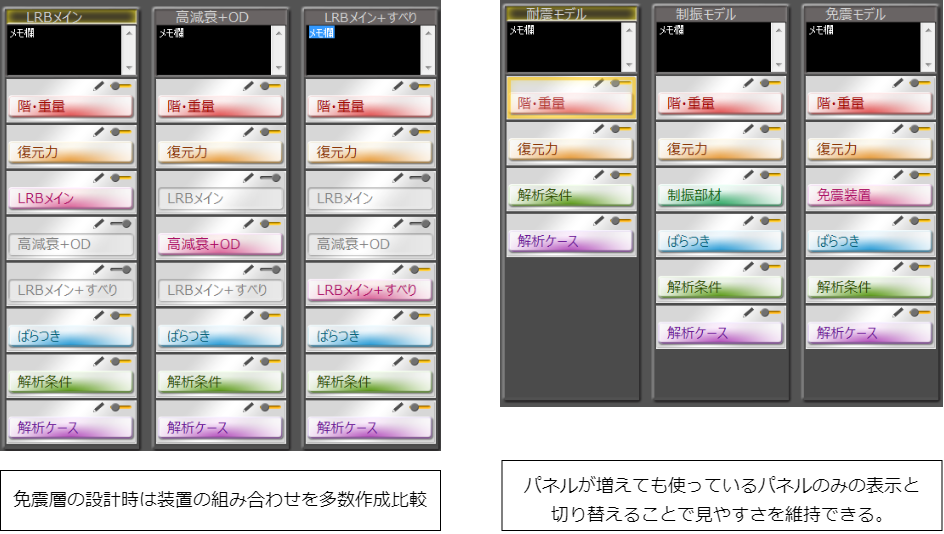 LRBメイン
メモ欄
階・重量
復元力
LRBメイン
高減衰+OD
LRBメイン+すべり
ばらつき
解析条件
解析ケース
高減衰+OD
メモ欄
階・重量
復元力
LRBメイン
高減衰+OD
LRBメイン+すべり
ばらつき
解析条件
解析ケース
LRBメイン+すべり
メモ欄
階・重量
復元力
LRBメイン
高減衰+OD
LRBメイン+すべり
ばらつき
解析条件
解析ケース
免震層の設計時は装置の組み合わせを多数作成比較
耐震モデル
メモ欄
階・重量
復元力
解析条件
解析ケース
制振モデル
メモ欄
階・重量
復元力
制振部材
ばらつき
解析条件
解析ケース
免震モデル
メモ欄
階・重量
復元力
免震装置
ばらつき
解析条件
解析ケース
パネルが増えても使っているパネルのみの表示と
切り替えることで見やすさを維持できる。